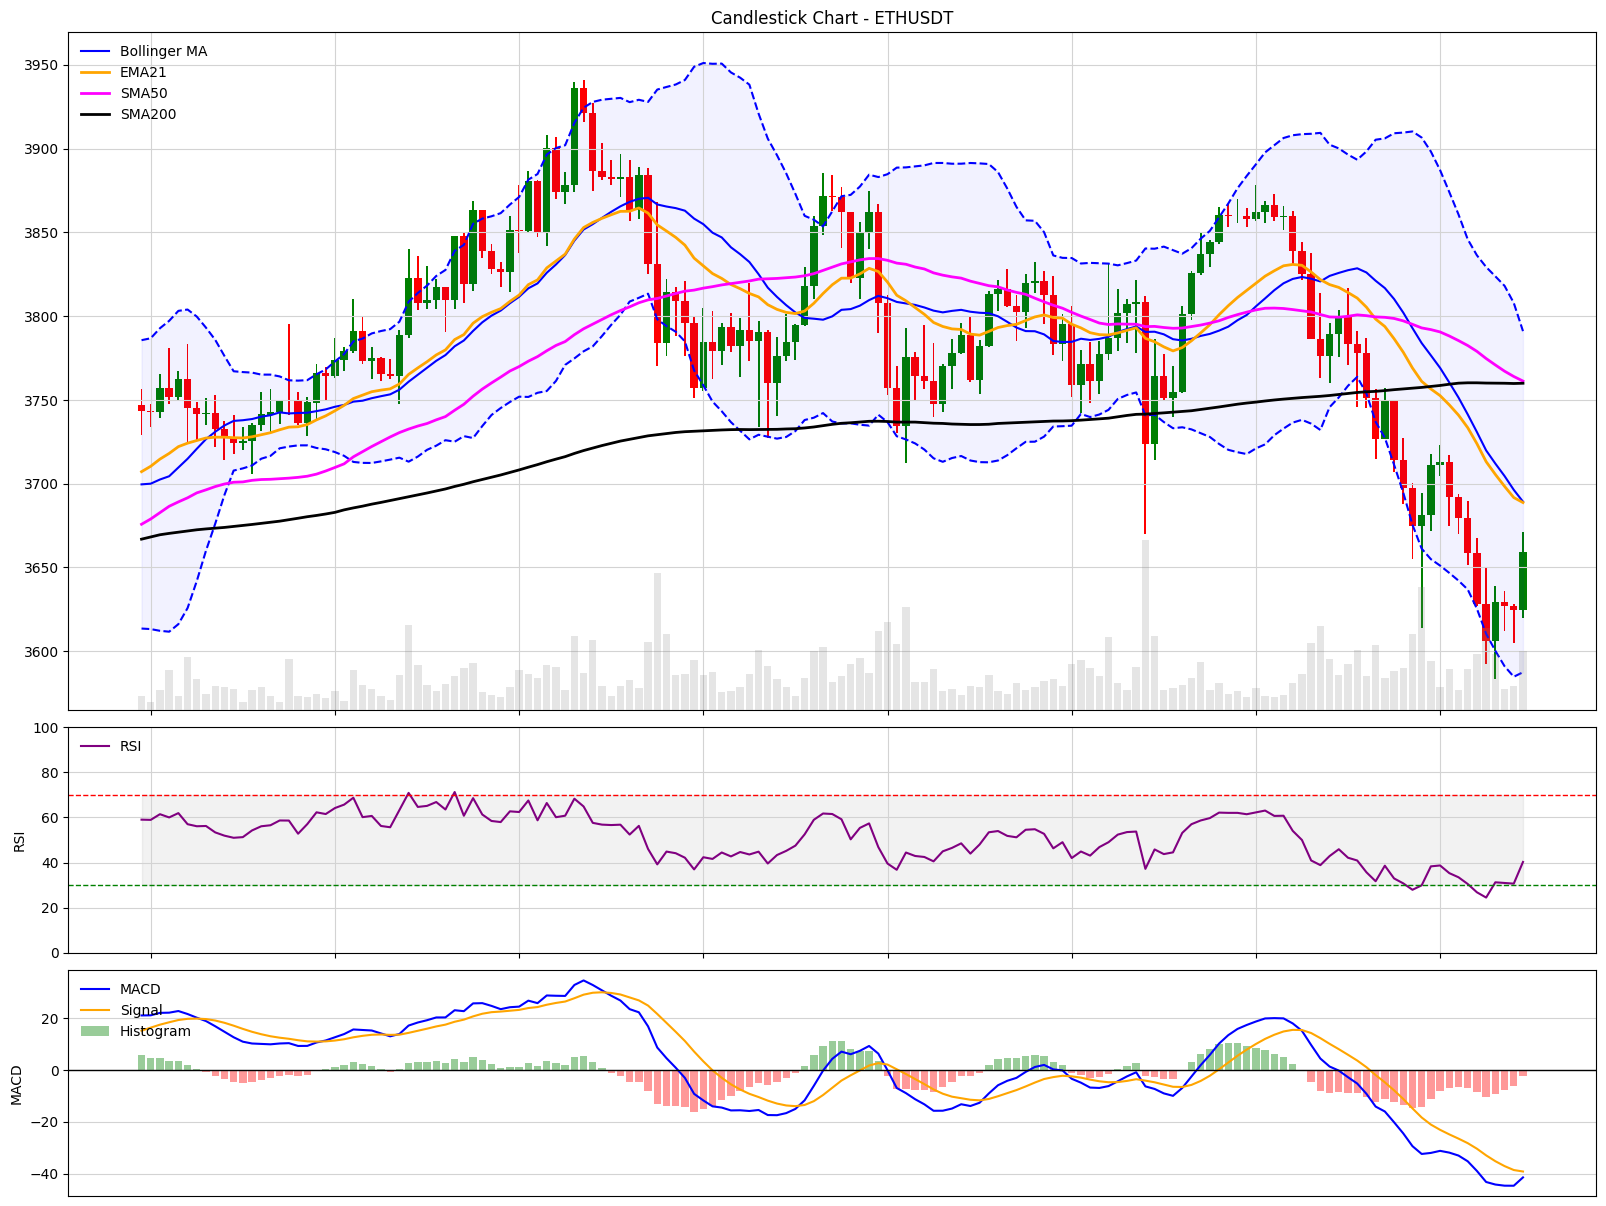 Candlestick Chart - ETHUSDT
Bollinger MA
EMA21
SMA50
SMA200
3950
3900
3850
3800
3750
3700
3650
3600
RSI
100
80
60
40
20
0
RSI
MACD
Signal
Histogram
20
0
−20
−40
MACD